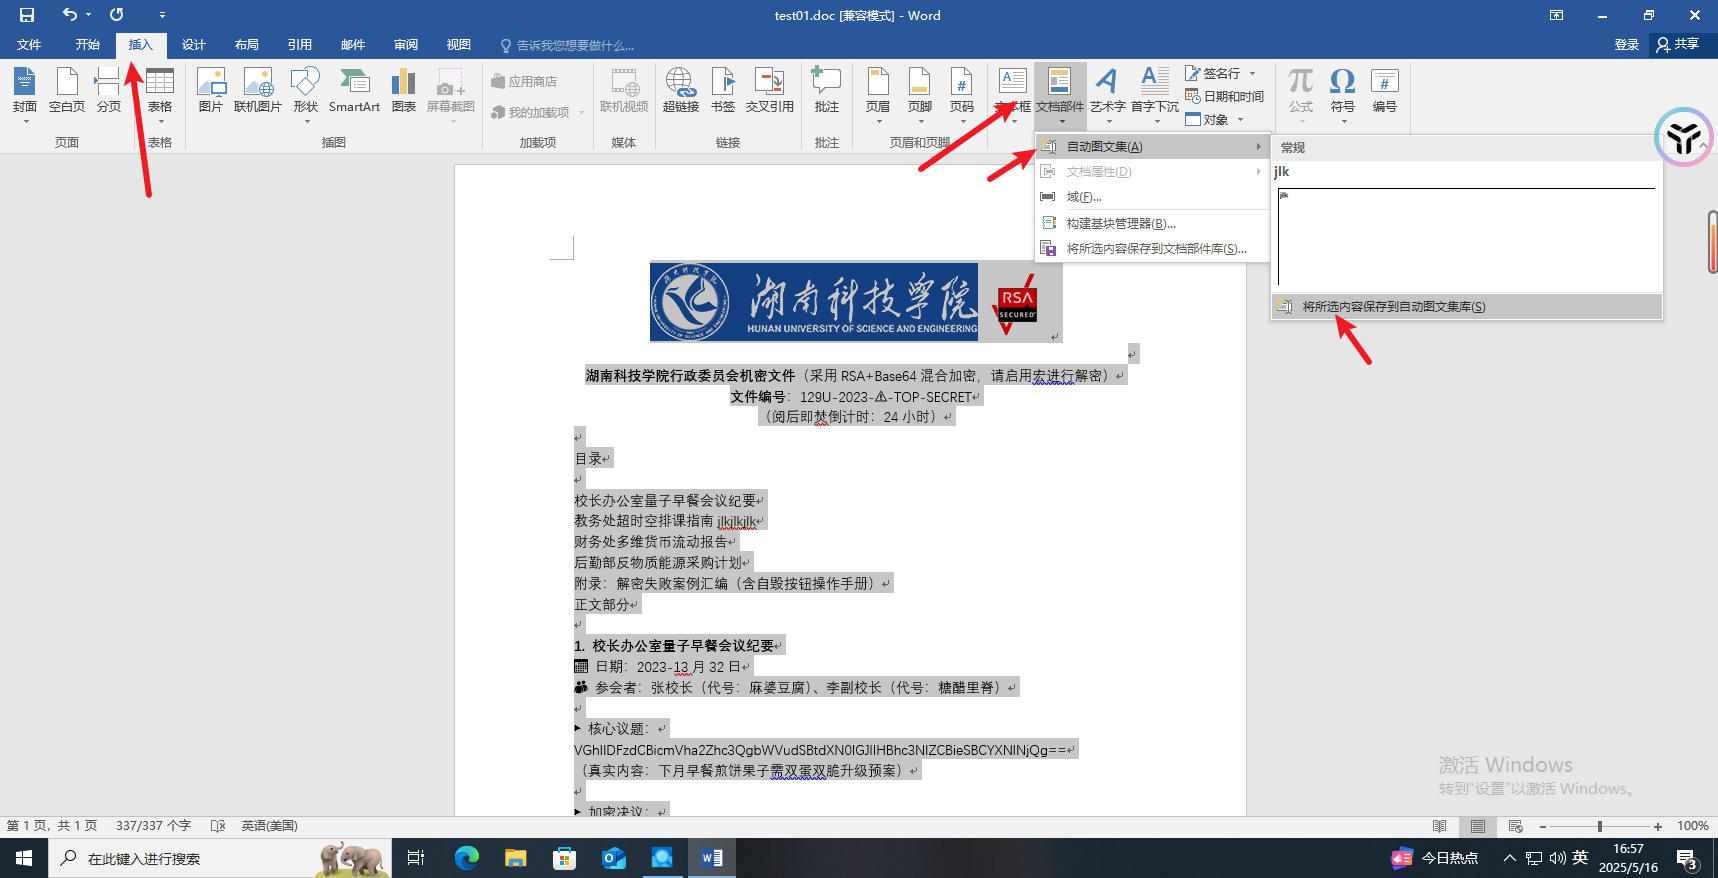 test01.doc [兼容模式] - Word
文件 开始 插入 设计 布局 引用 邮件 审阅 视图 告诉我您想要做什么... 登录 共享
封面 空白页 分页 表格 图片 联机图片 形状 SmartArt 图表 屏幕截图 应用商店 我的加载项 联机视频 超链接 书签 交叉引用 批注 页眉 页脚 页码 文本框 文档部件 艺术字 首字下沉 签名行 日期和时间 对象 公式 符号 编号
页面 表格 插图 加载项 媒体 链接 批注 页眉和页脚
自动图文集(A)
文档属性(D)
域(F)...
构建基块管理器(B)...
将所选内容保存到文档部件库(S)...
常规
jlk
jlk
将所选内容保存到自动图文集库(S)
湖南科技学院
HUNAN UNIVERSITY OF SCIENCE AND ENGINEERING
RSA
SECURED
湖南科技学院行政委员会机密文件（采用 RSA+Base64 混合加密，请启用宏进行解密）
文件编号：129U-2023-⚠-TOP-SECRET
（阅后即焚倒计时：24 小时）
目录
校长办公室量子早餐会议纪要
教务处超时空排课指南 jlkjlkjlk
财务处多维货币流动报告
后勤部反物质能源采购计划
附录：解密失败案例汇编（含自毁按钮操作手册）
正文部分
1. 校长办公室量子早餐会议纪要
日期：2023-13 月 32 日
参会者：张校长（代号：麻婆豆腐）、李副校长（代号：糖醋里脊）
▸ 核心议题：
VGhlIDFzdCBicmVha2Zhc3QgbWVudSBtdXN0IGJlIHBhc3NlZCBieSBCYXNlNjQg==
（真实内容：下月早餐煎饼果子需双蛋双脆升级预案）
▸ 加密决议：
激活 Windows
转到"设置"以激活 Windows。
第 1 页，共 1 页 337/337 个字 英语(美国) 100%
在此键入进行搜索
今日热点 英 16:57
2025/5/16
3